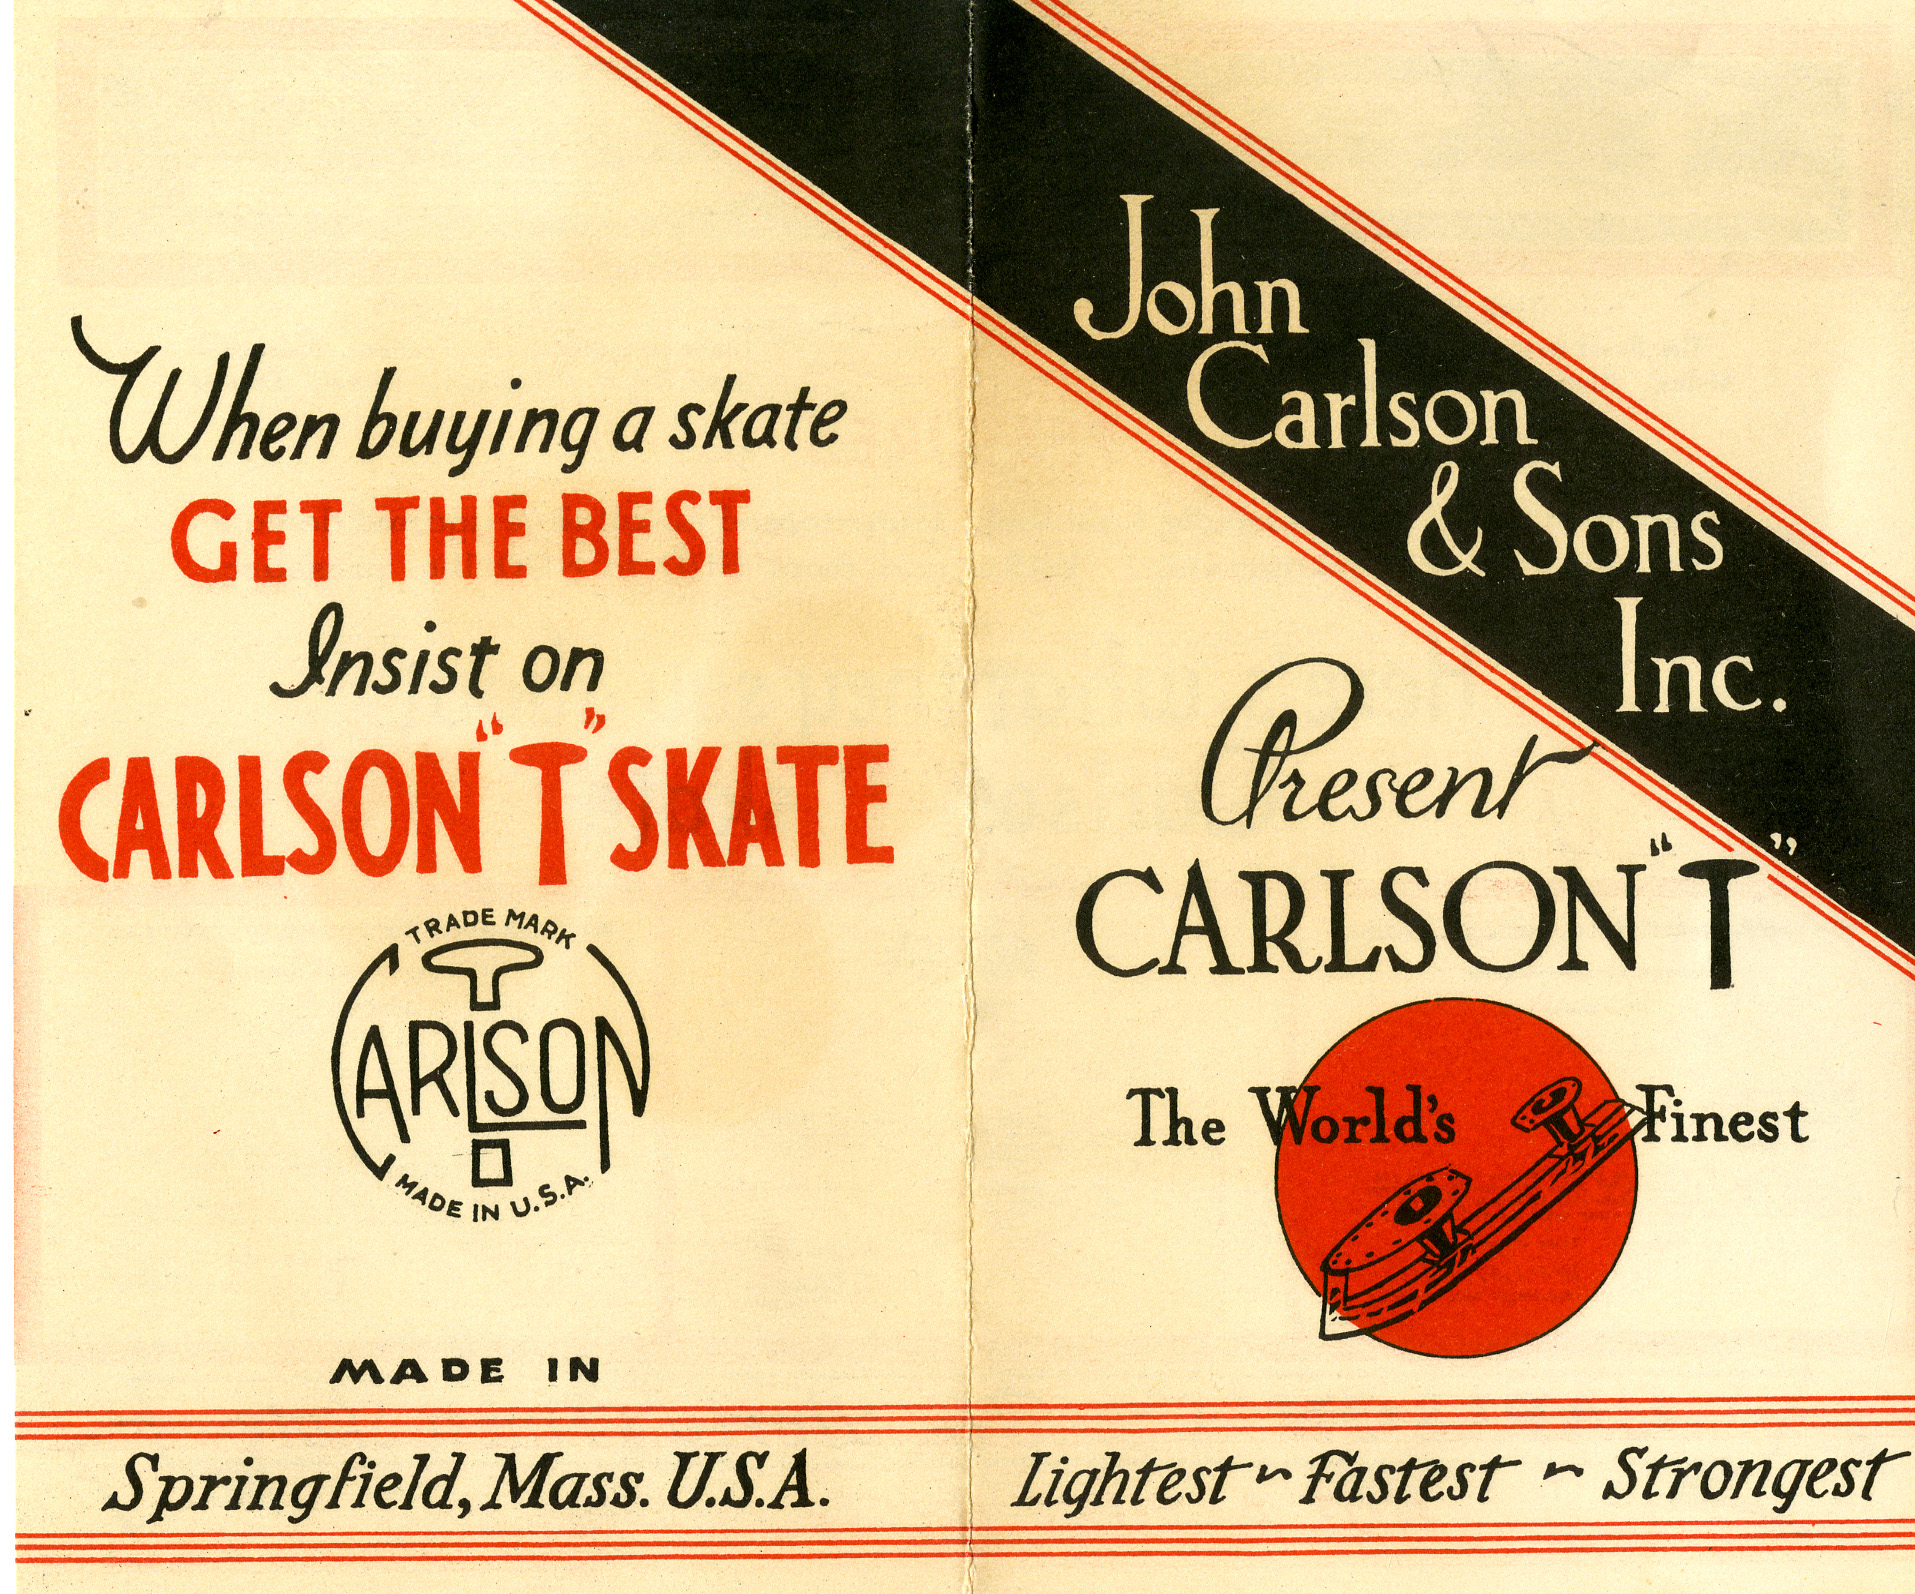 When buying a skate
GET THE BEST
Insist on
CARLSON "T" SKATE
TRADE MARK
CARLSON
MADE IN U.S.A.
MADE IN
Springfield, Mass. U.S.A.
John
Carlson
& Sons
Inc.
Present
CARLSON "T"
The World's Finest
Lightest ~ Fastest ~ Strongest